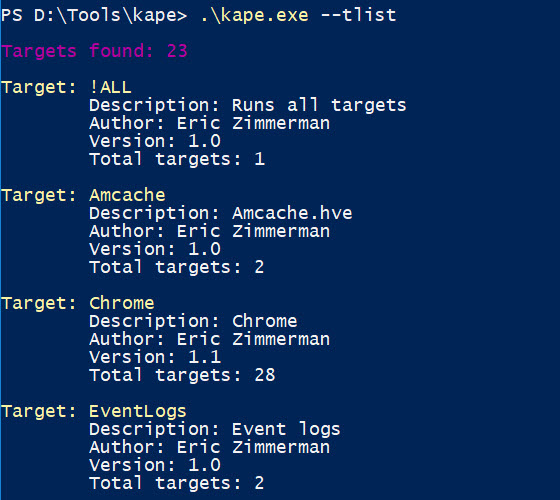 PS D:\Tools\kape> .\kape.exe --tlist
Targets found: 23
Target: !ALL
Description: Runs all targets
Author: Eric Zimmerman
Version: 1.0
Total targets: 1
Target: Amcache
Description: Amcache.hve
Author: Eric Zimmerman
Version: 1.0
Total targets: 2
Target: Chrome
Description: Chrome
Author: Eric Zimmerman
Version: 1.1
Total targets: 28
Target: EventLogs
Description: Event logs
Author: Eric Zimmerman
Version: 1.0
Total targets: 2